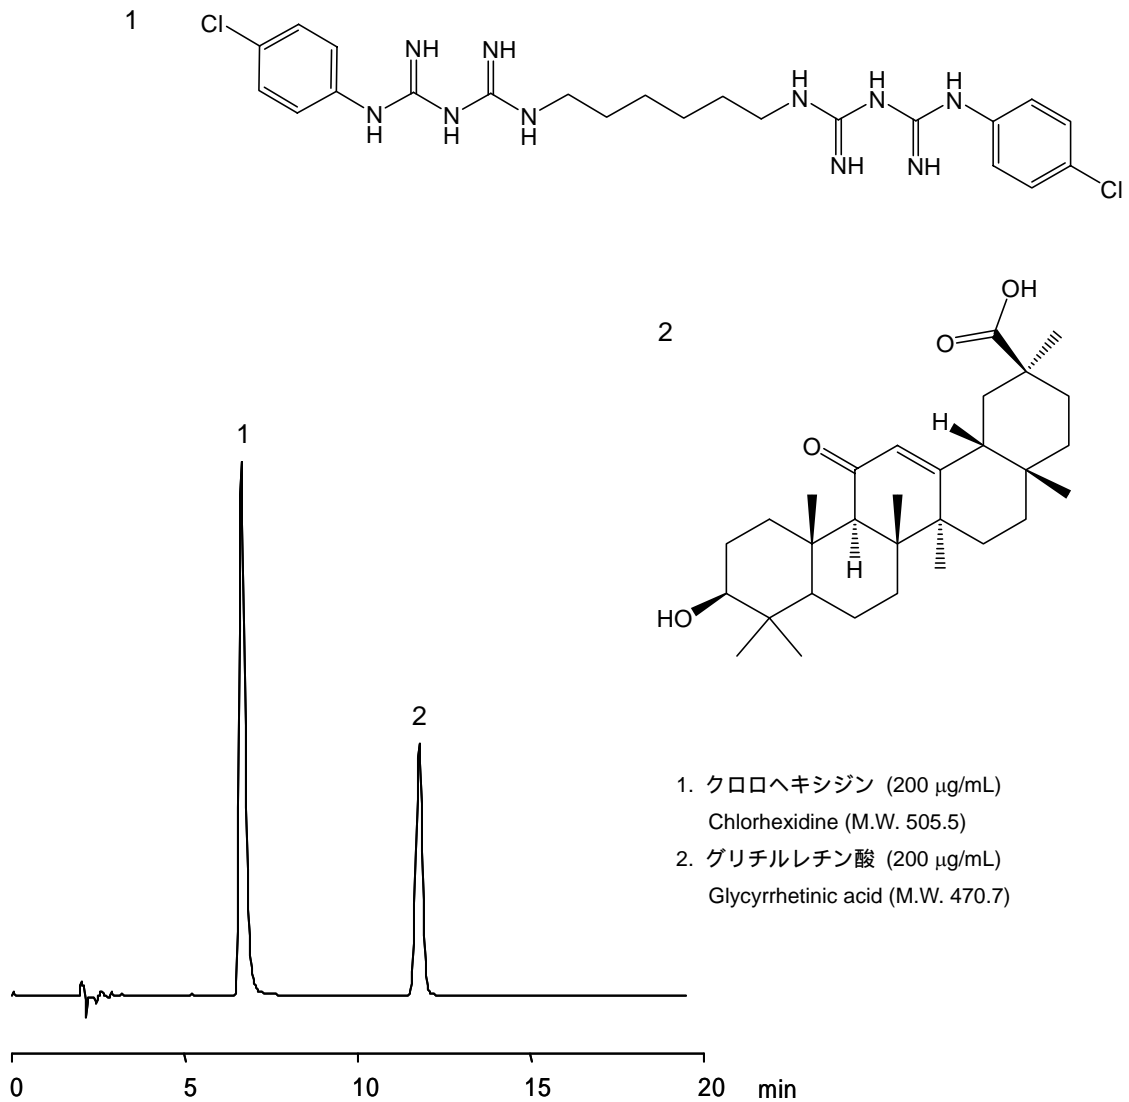 1
Cl
NH NH
N H N H N H
H N H N H N
NH NH
Cl
2
OH
O
H
O
H
HO
1
2
1. クロロヘキシジン (200 μg/mL)
Chlorhexidine (M.W. 505.5)
2. グリチルレチン酸 (200 μg/mL)
Glycyrrhetinic acid (M.W. 470.7)
0 5 10 15 20 min